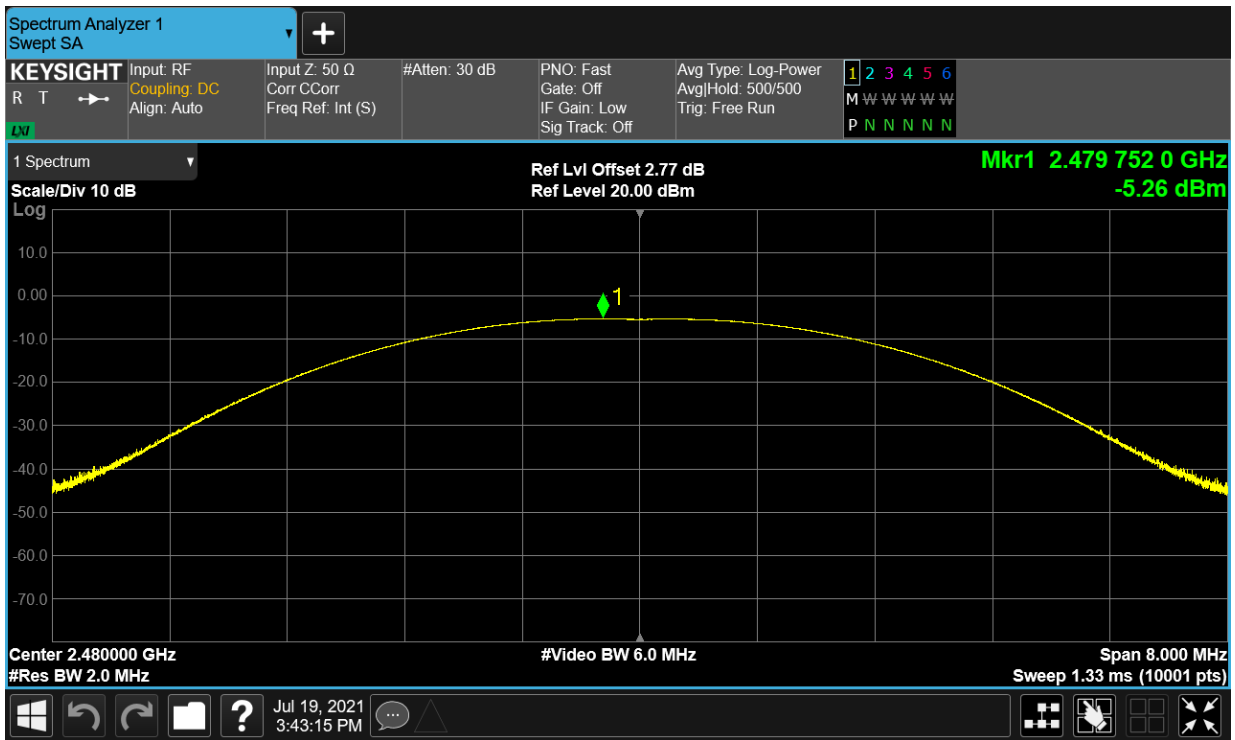 Spectrum Analyzer 1
Swept SA
KEYSIGHT
R T
LXI
Input: RF
Coupling: DC
Align: Auto
Input Z: 50 Ω
Corr CCorr
Freq Ref: Int (S)
#Atten: 30 dB
PNO: Fast
Gate: Off
IF Gain: Low
Sig Track: Off
Avg Type: Log-Power
Avg|Hold: 500/500
Trig: Free Run
1 2 3 4 5 6
M W W W W W
P N N N N N
1 Spectrum
Scale/Div 10 dB
Log
Ref Lvl Offset 2.77 dB
Ref Level 20.00 dBm
Mkr1 2.479 752 0 GHz
-5.26 dBm
10.0
0.00
-10.0
-20.0
-30.0
-40.0
-50.0
-60.0
-70.0
1
Center 2.480000 GHz
#Res BW 2.0 MHz
#Video BW 6.0 MHz
Span 8.000 MHz
Sweep 1.33 ms (10001 pts)
?
Jul 19, 2021
3:43:15 PM